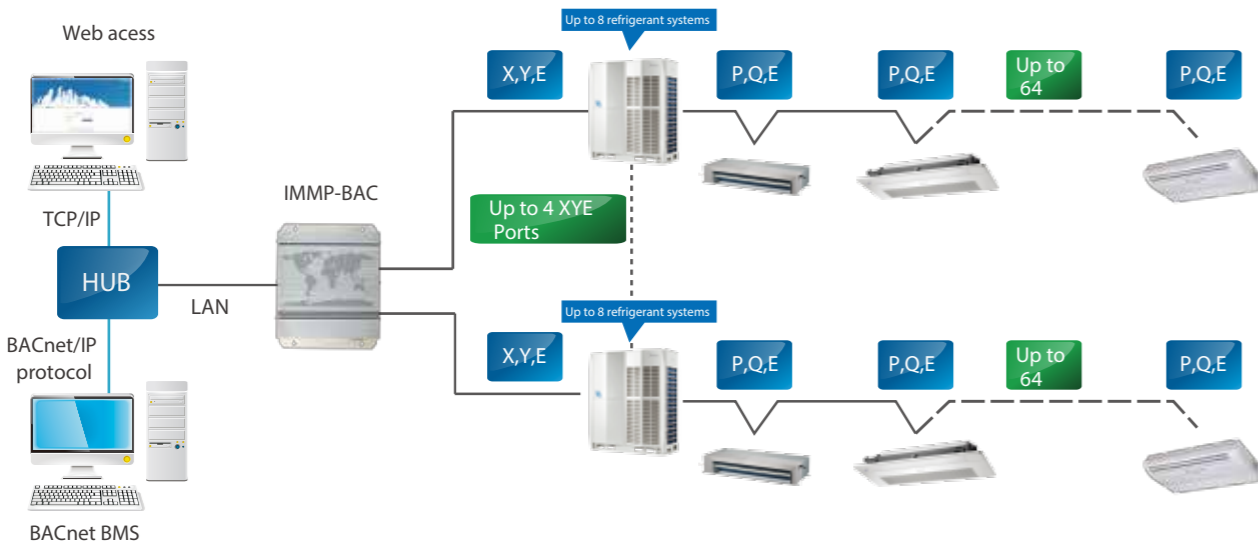 Web acess
TCP/IP
HUB
LAN
BACnet/IP
protocol
BACnet BMS
IMMP-BAC
Up to 4 XYE
Ports
Up to 8 refrigerant systems
X,Y,E
P,Q,E
P,Q,E
Up to
64
P,Q,E
Up to 8 refrigerant systems
X,Y,E
P,Q,E
P,Q,E
Up to
64
P,Q,E